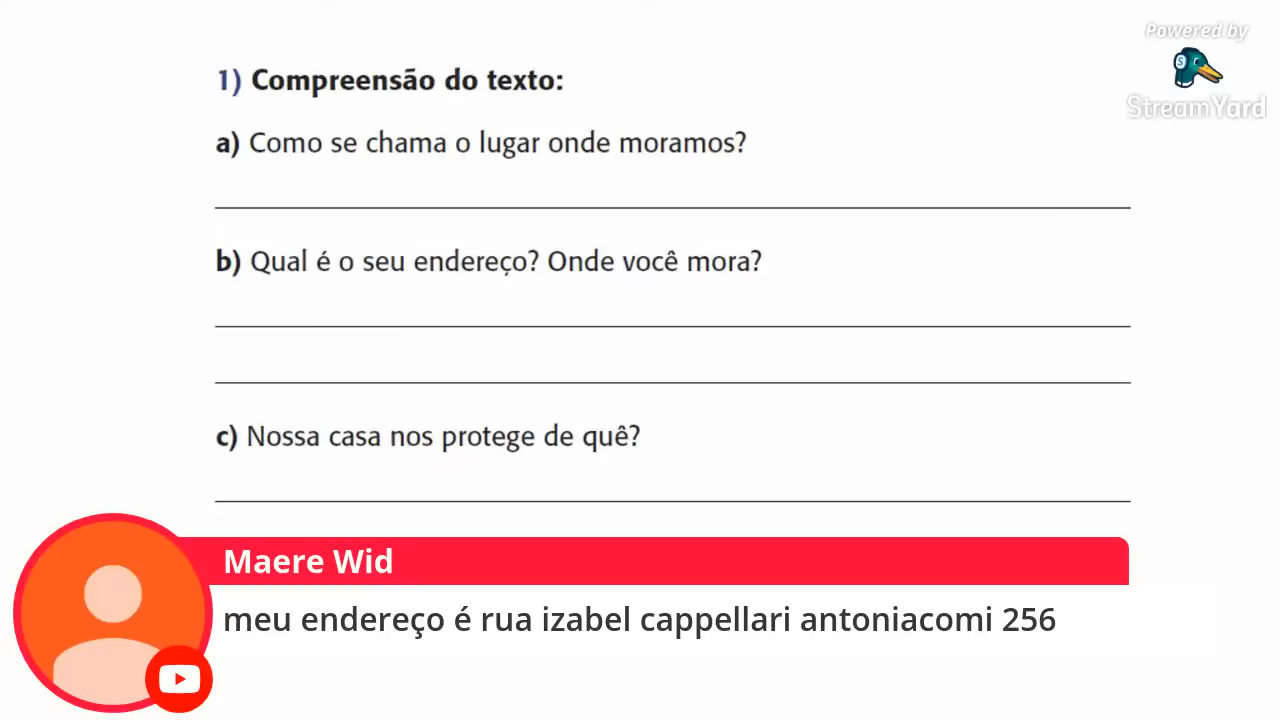 Powered by
StreamYard
1) Compreensão do texto:
a) Como se chama o lugar onde moramos?
b) Qual é o seu endereço? Onde você mora?
c) Nossa casa nos protege de quê?
Maere Wid
meu endereço é rua izabel cappellari antoniacomi 256